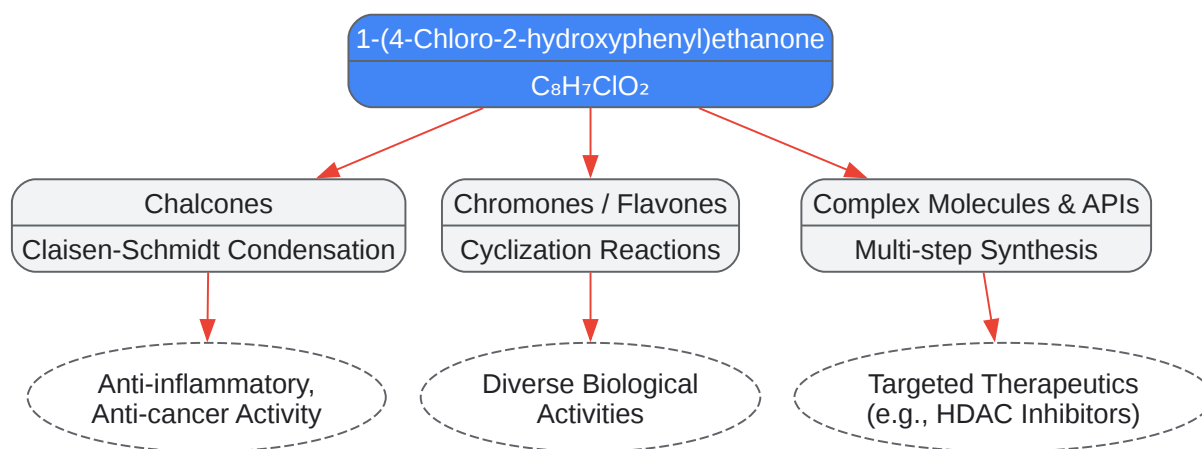 1-(4-Chloro-2-hydroxyphenyl)ethanone
C₈H₇ClO₂
Chalcones
Claisen-Schmidt Condensation
Chromones / Flavones
Cyclization Reactions
Complex Molecules & APIs
Multi-step Synthesis
Anti-inflammatory,
Anti-cancer Activity
Diverse Biological
Activities
Targeted Therapeutics
(e.g., HDAC Inhibitors)